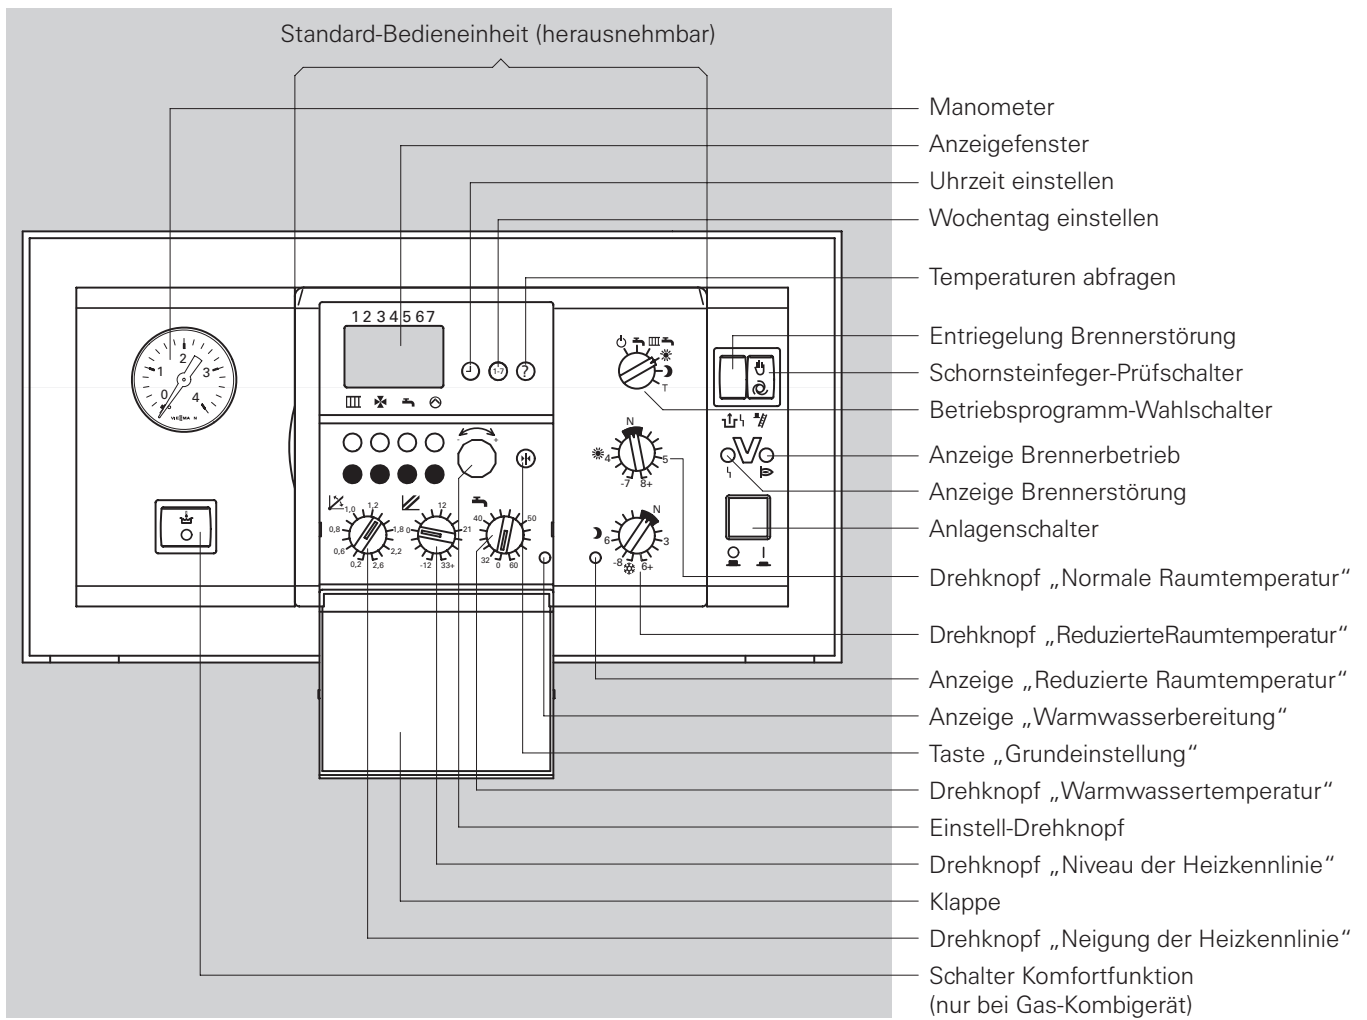 Standard-Bedieneinheit (herausnehmbar)
Manometer
Anzeigefenster
Uhrzeit einstellen
Wochentag einstellen
Temperaturen abfragen
Entriegelung Brennerstörung
Schornsteinfeger-Prüfschalter
Betriebsprogramm-Wahlschalter
Anzeige Brennerbetrieb
Anzeige Brennerstörung
Anlagenschalter
Drehknopf „Normale Raumtemperatur“
Drehknopf „ReduzierteRaumtemperatur“
Anzeige „Reduzierte Raumtemperatur“
Anzeige „Warmwasserbereitung“
Taste „Grundeinstellung“
Drehknopf „Warmwassertemperatur“
Einstell-Drehknopf
Drehknopf „Niveau der Heizkennlinie“
Klappe
Drehknopf „Neigung der Heizkennlinie“
Schalter Komfortfunktion
(nur bei Gas-Kombigerät)
1 2 3 4 5 6 7
1-7
?
0 1 2 3 4
- +
0,2 0,6 0,8 1,0 1,2 1,8 2,2 2,6
-12 0 12 21 33+
32 40 50 60 0
T
N
4 5
-7 8+
N
6 3
-8 6+